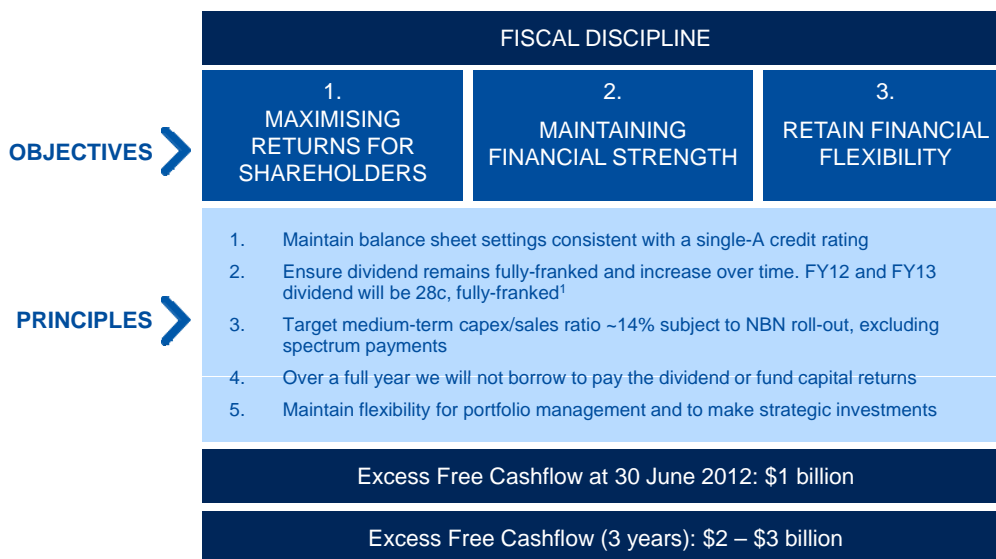 FISCAL DISCIPLINE
OBJECTIVES
1.
MAXIMISING
RETURNS FOR
SHAREHOLDERS
2.
MAINTAINING
FINANCIAL STRENGTH
3.
RETAIN FINANCIAL
FLEXIBILITY
PRINCIPLES
1. Maintain balance sheet settings consistent with a single-A credit rating
2. Ensure dividend remains fully-franked and increase over time. FY12 and FY13
dividend will be 28c, fully-franked¹
3. Target medium-term capex/sales ratio ~14% subject to NBN roll-out, excluding
spectrum payments
4. Over a full year we will not borrow to pay the dividend or fund capital returns
5. Maintain flexibility for portfolio management and to make strategic investments
Excess Free Cashflow at 30 June 2012: $1 billion
Excess Free Cashflow (3 years): $2 – $3 billion